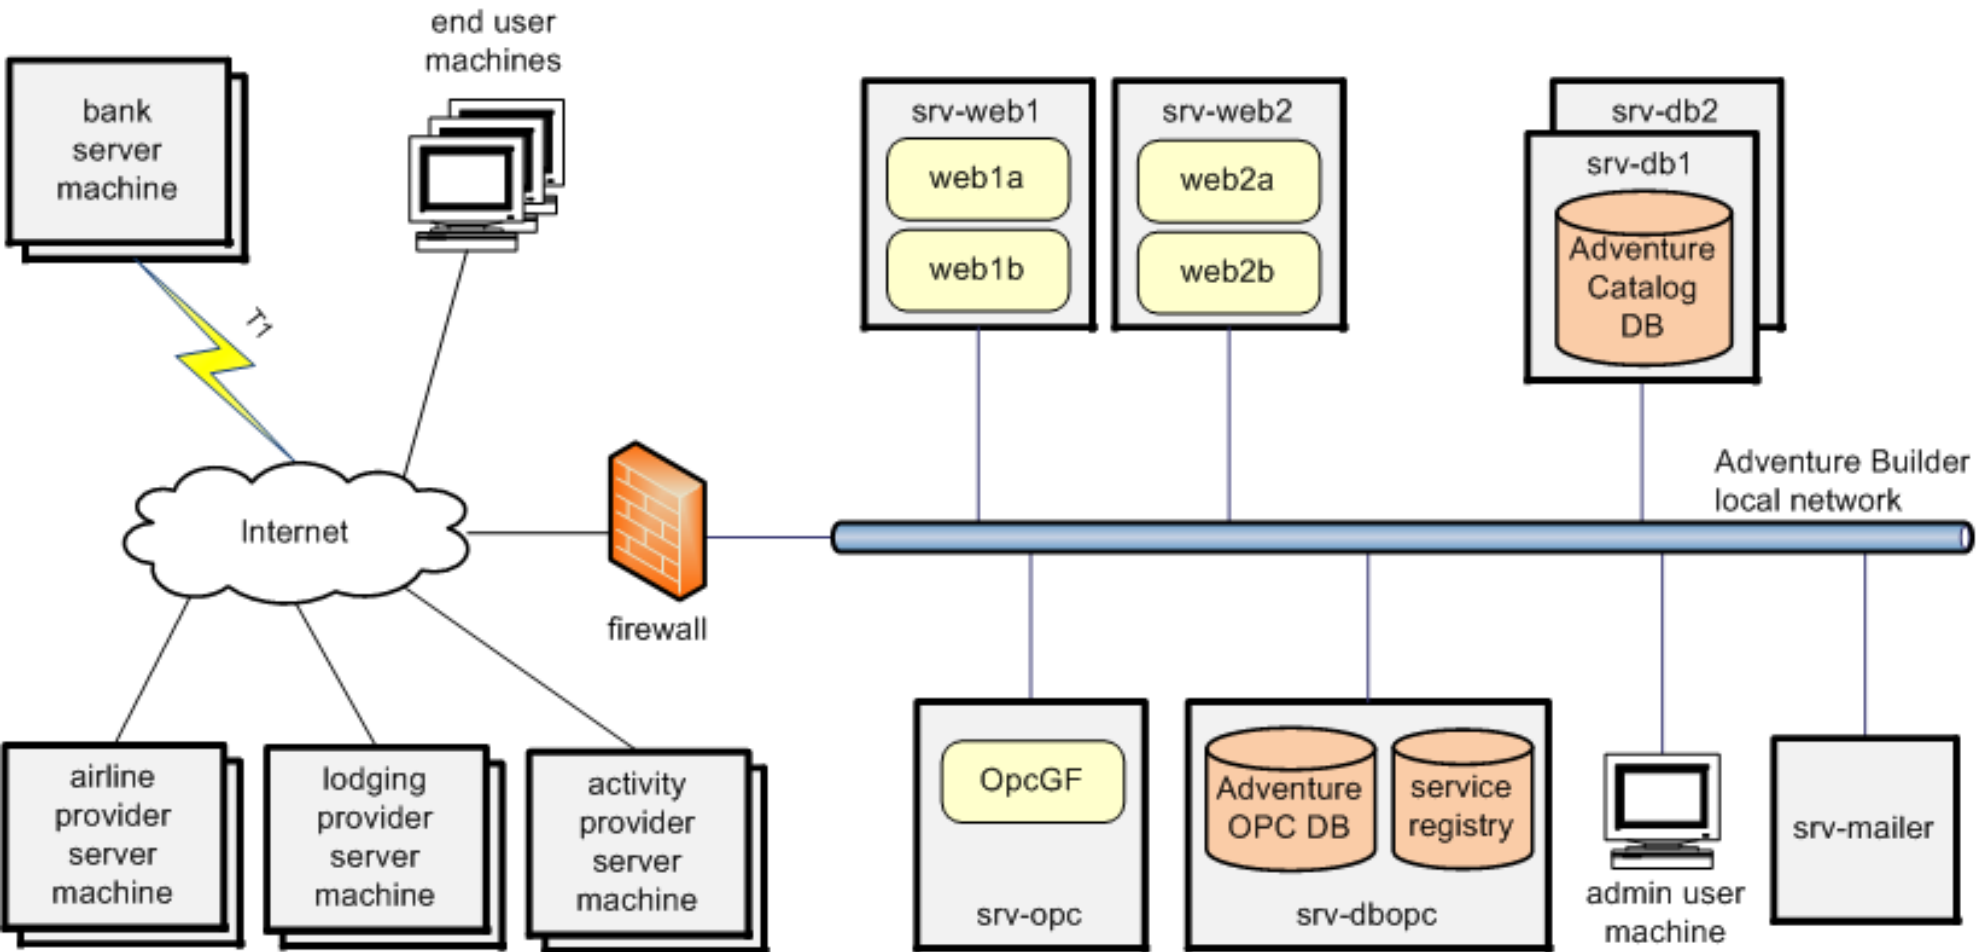 end user
machines
bank
server
machine
T1
srv-web1
web1a
web1b
srv-web2
web2a
web2b
srv-db2
srv-db1
Adventure
Catalog
DB
Internet
firewall
Adventure Builder
local network
airline
provider
server
machine
lodging
provider
server
machine
activity
provider
server
machine
OpcGF
srv-opc
Adventure
OPC DB
service
registry
srv-dbopc
admin user
machine
srv-mailer